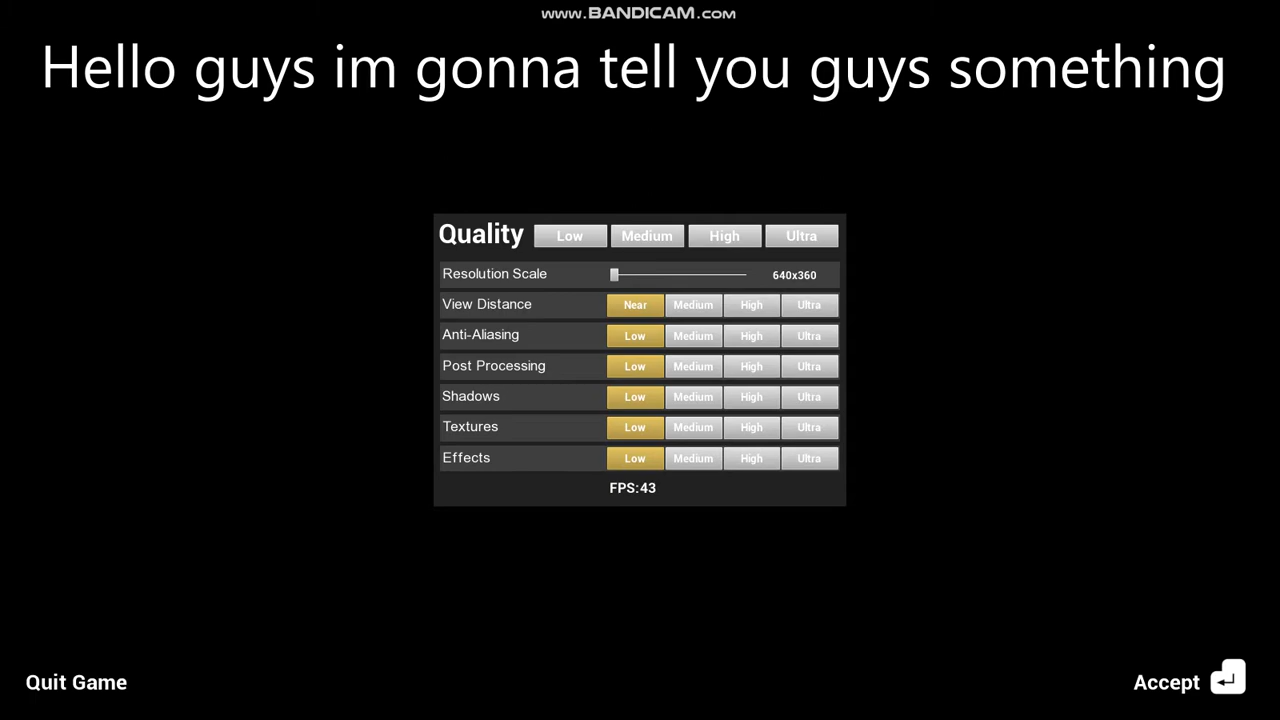 www.BANDICAM.com
Hello guys im gonna tell you guys something
Quality Low Medium High Ultra
Resolution Scale 640x360
View Distance Near Medium High Ultra
Anti-Aliasing Low Medium High Ultra
Post Processing Low Medium High Ultra
Shadows Low Medium High Ultra
Textures Low Medium High Ultra
Effects Low Medium High Ultra
FPS:43
Quit Game Accept